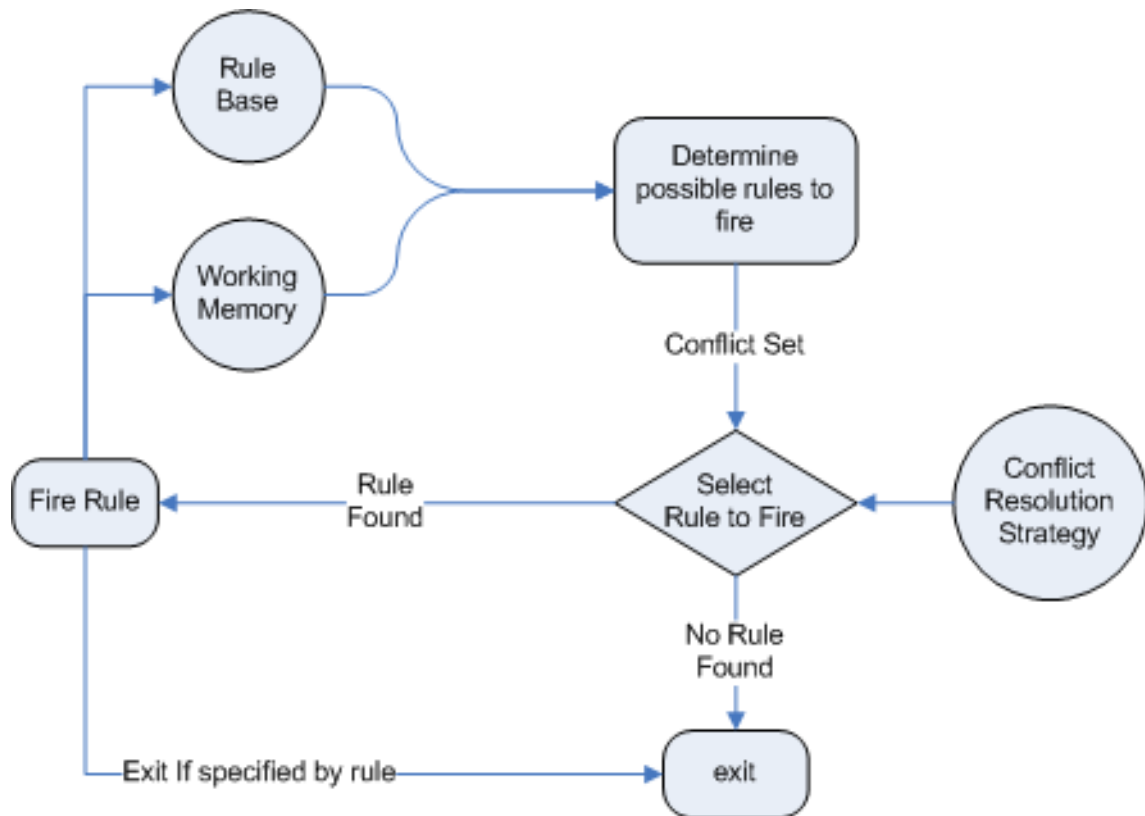 Rule
Base
Determine
possible rules to
fire
Working
Memory
Conflict Set
Fire Rule
Rule
Found
Select
Rule to Fire
Conflict
Resolution
Strategy
No Rule
Found
Exit If specified by rule
exit